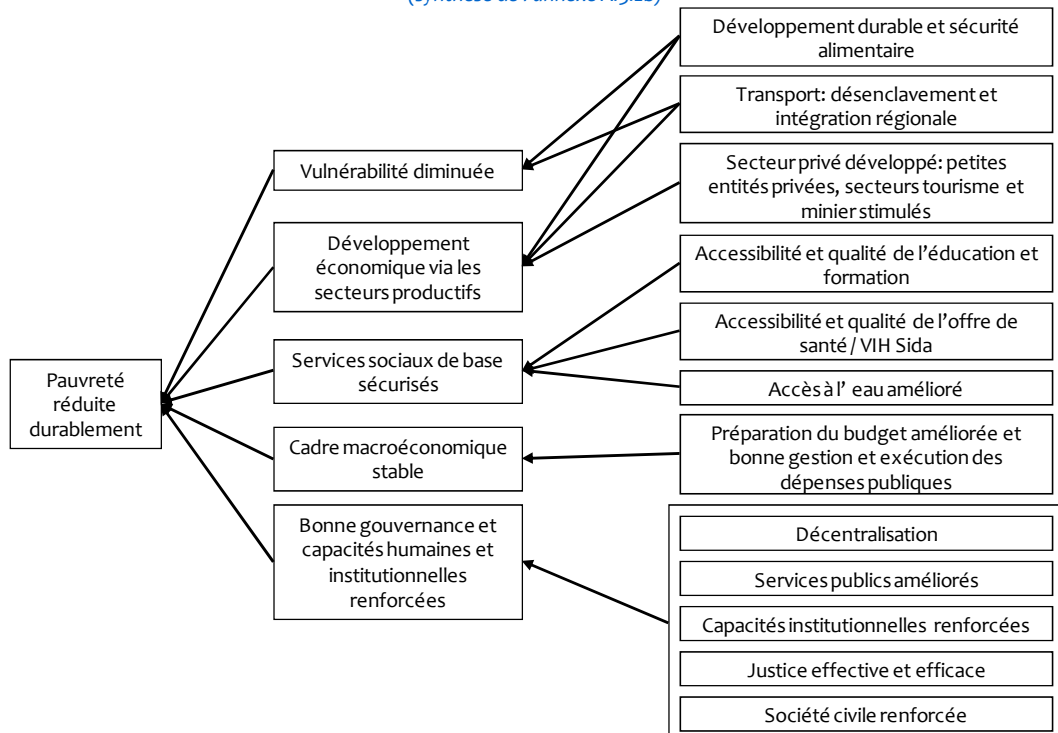 Développement durable et sécurité
alimentaire
Transport: désenclavement et
intégration régionale
Secteur privé développé: petites
entités privées, secteurs tourisme et
minier stimulés
Accessibilité et qualité de l'éducation et
formation
Accessibilité et qualité de l'offre de
santé / VIH Sida
Accès à l' eau amélioré
Préparation du budget améliorée et
bonne gestion et exécution des
dépenses publiques
Décentralisation
Services publics améliorés
Capacités institutionnelles renforcées
Justice effective et efficace
Société civile renforcée
Vulnérabilité diminuée
Développement
économique via les
secteurs productifs
Services sociaux de base
sécurisés
Cadre macroéconomique
stable
Bonne gouvernance et
capacités humaines et
institutionnelles
renforcées
Pauvreté
réduite
durablement